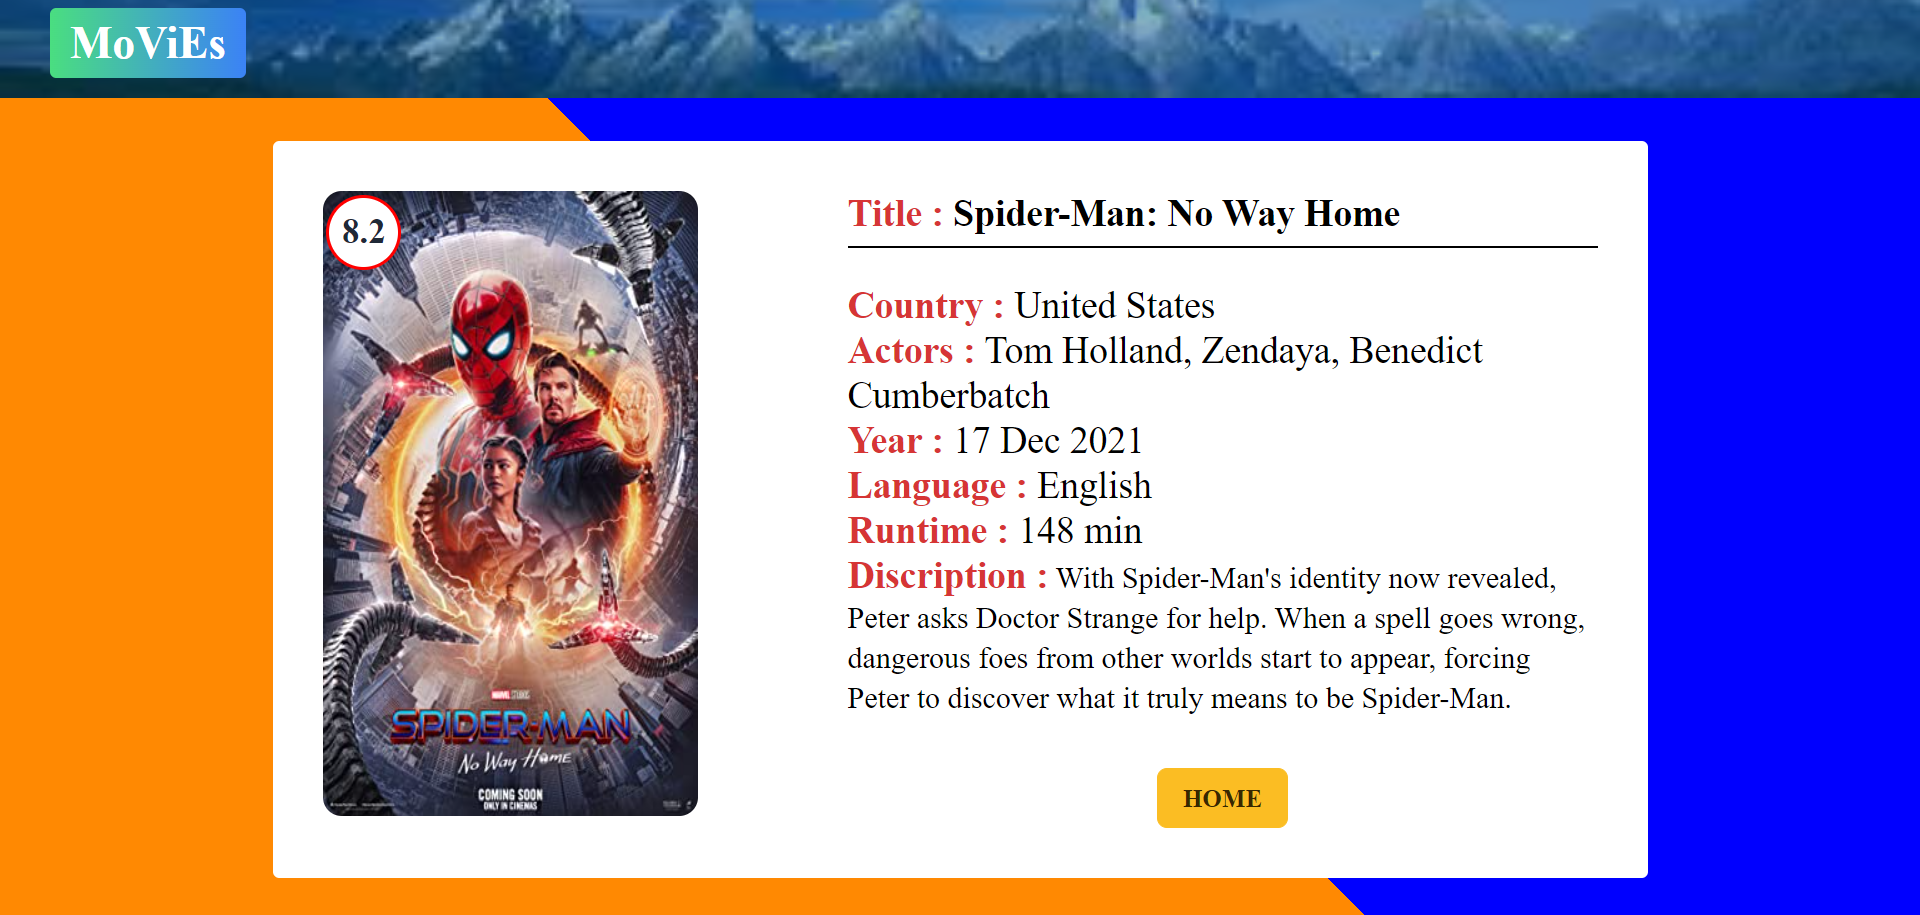 MoViEs
8.2
MARVEL STUDIOS
SPIDER-MAN
No Way Home
COMING SOON
ONLY IN CINEMAS
Title : Spider-Man: No Way Home
Country : United States
Actors : Tom Holland, Zendaya, Benedict
Cumberbatch
Year : 17 Dec 2021
Language : English
Runtime : 148 min
Discription : With Spider-Man's identity now revealed,
Peter asks Doctor Strange for help. When a spell goes wrong,
dangerous foes from other worlds start to appear, forcing
Peter to discover what it truly means to be Spider-Man.
HOME